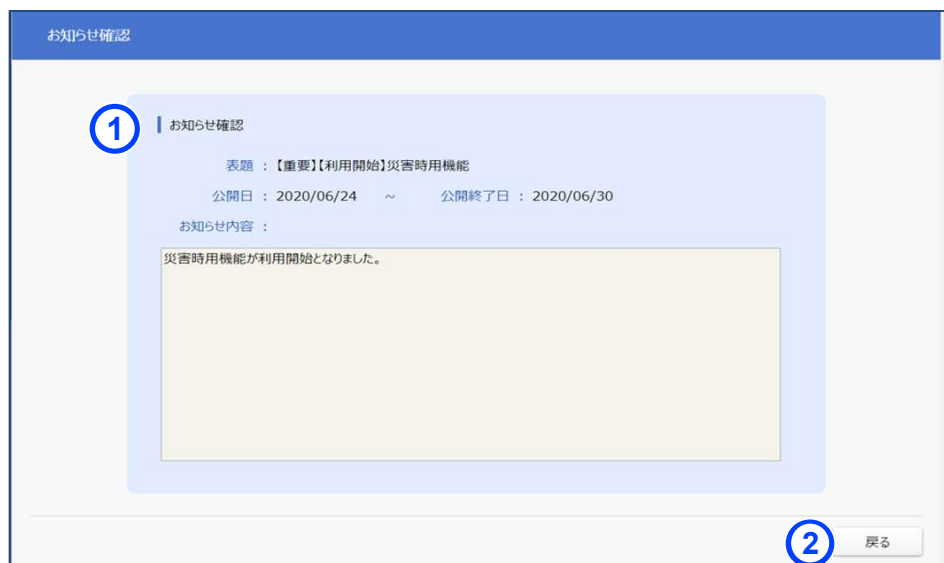 お知らせ確認
1
お知らせ確認
表題 : 【重要】【利用開始】災害時用機能
公開日 : 2020/06/24 ~ 公開終了日 : 2020/06/30
お知らせ内容 :
災害時用機能が利用開始となりました。
2
戻る